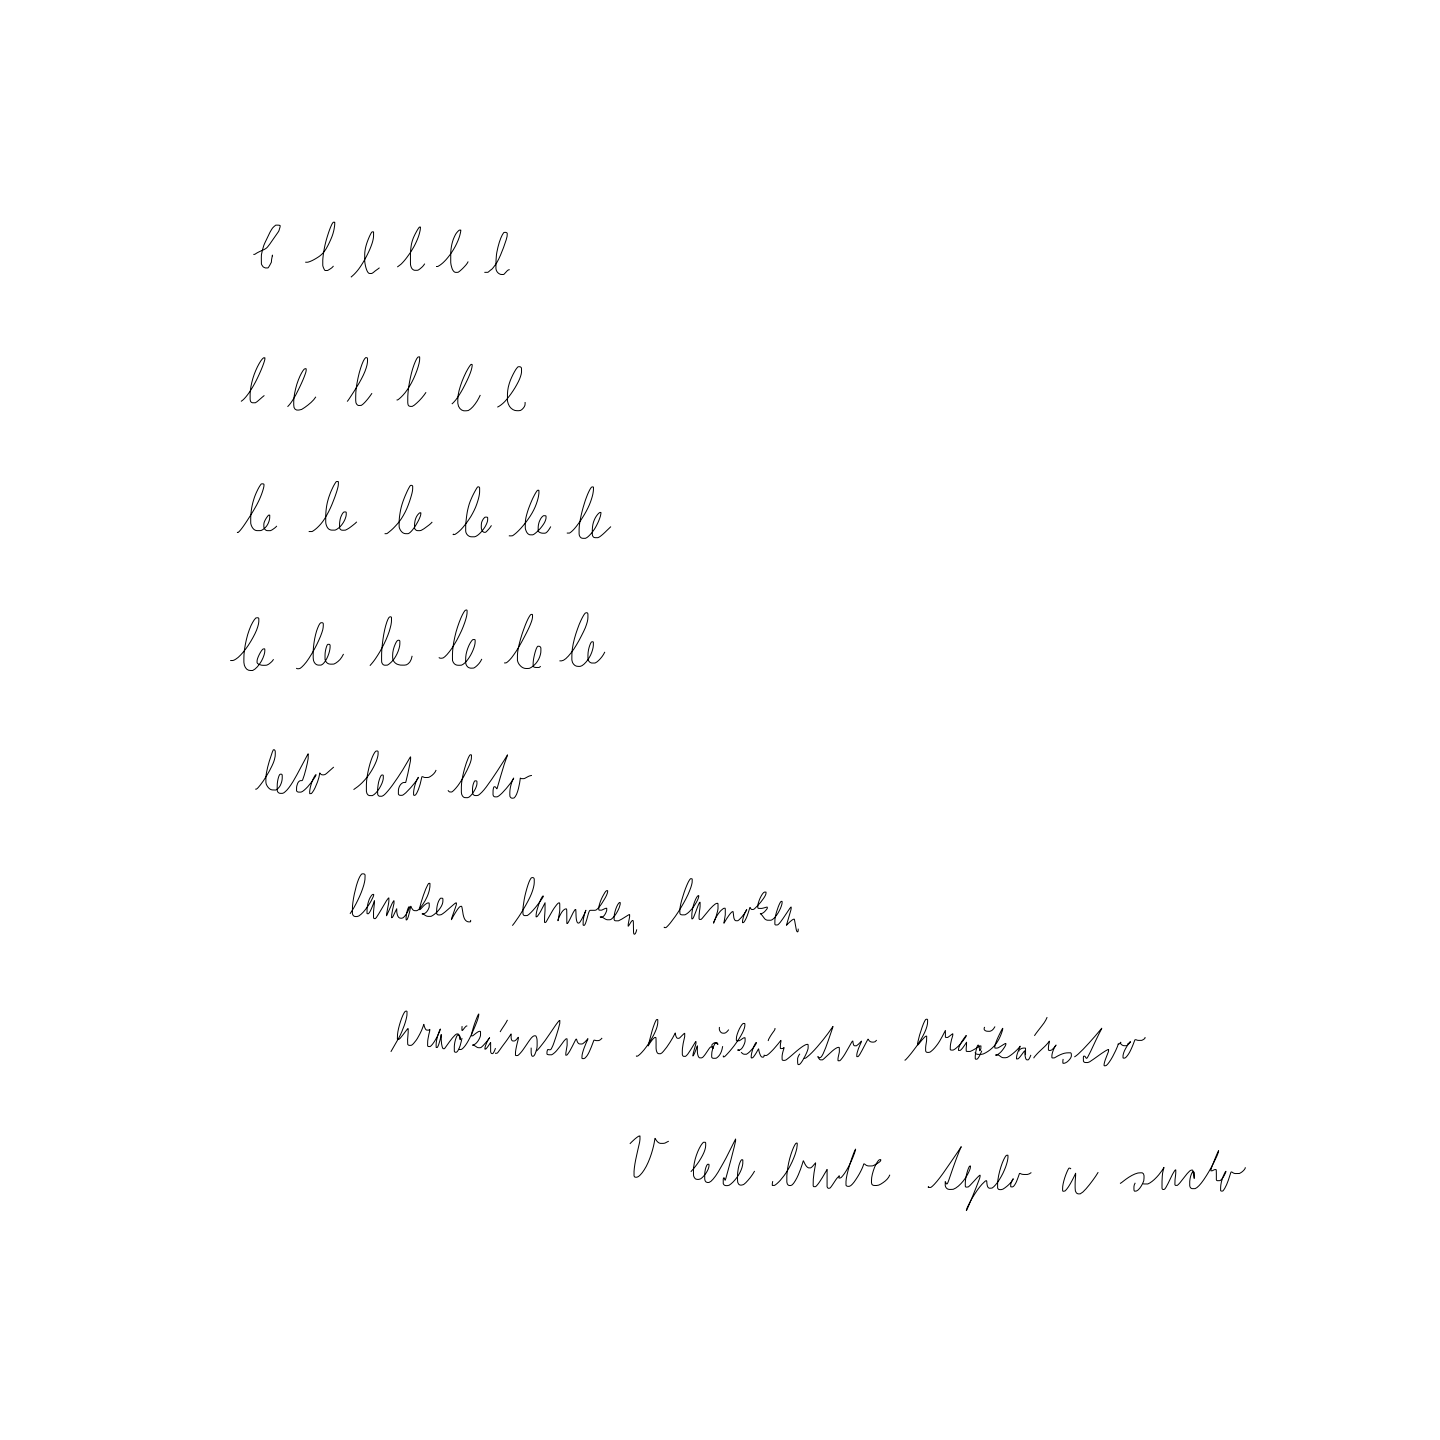 l l l l l l
l l l l l l
le le le le le le
le le le le le le
leto leto leto
lamoken lamoken lamoken
hračkárstvo hračkárstvo hračkárstvo
V lete bude teplo a sucho